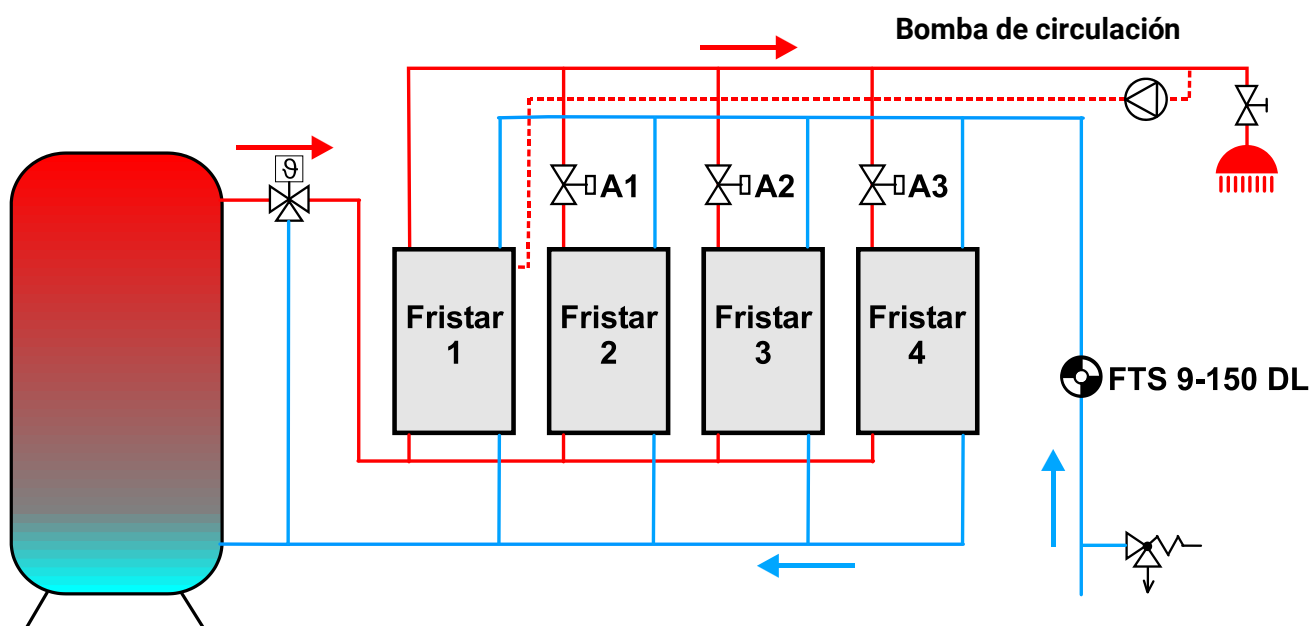 Bomba de circulación
ϑ
A1
A2
A3
Fristar
1
Fristar
2
Fristar
3
Fristar
4
FTS 9-150 DL